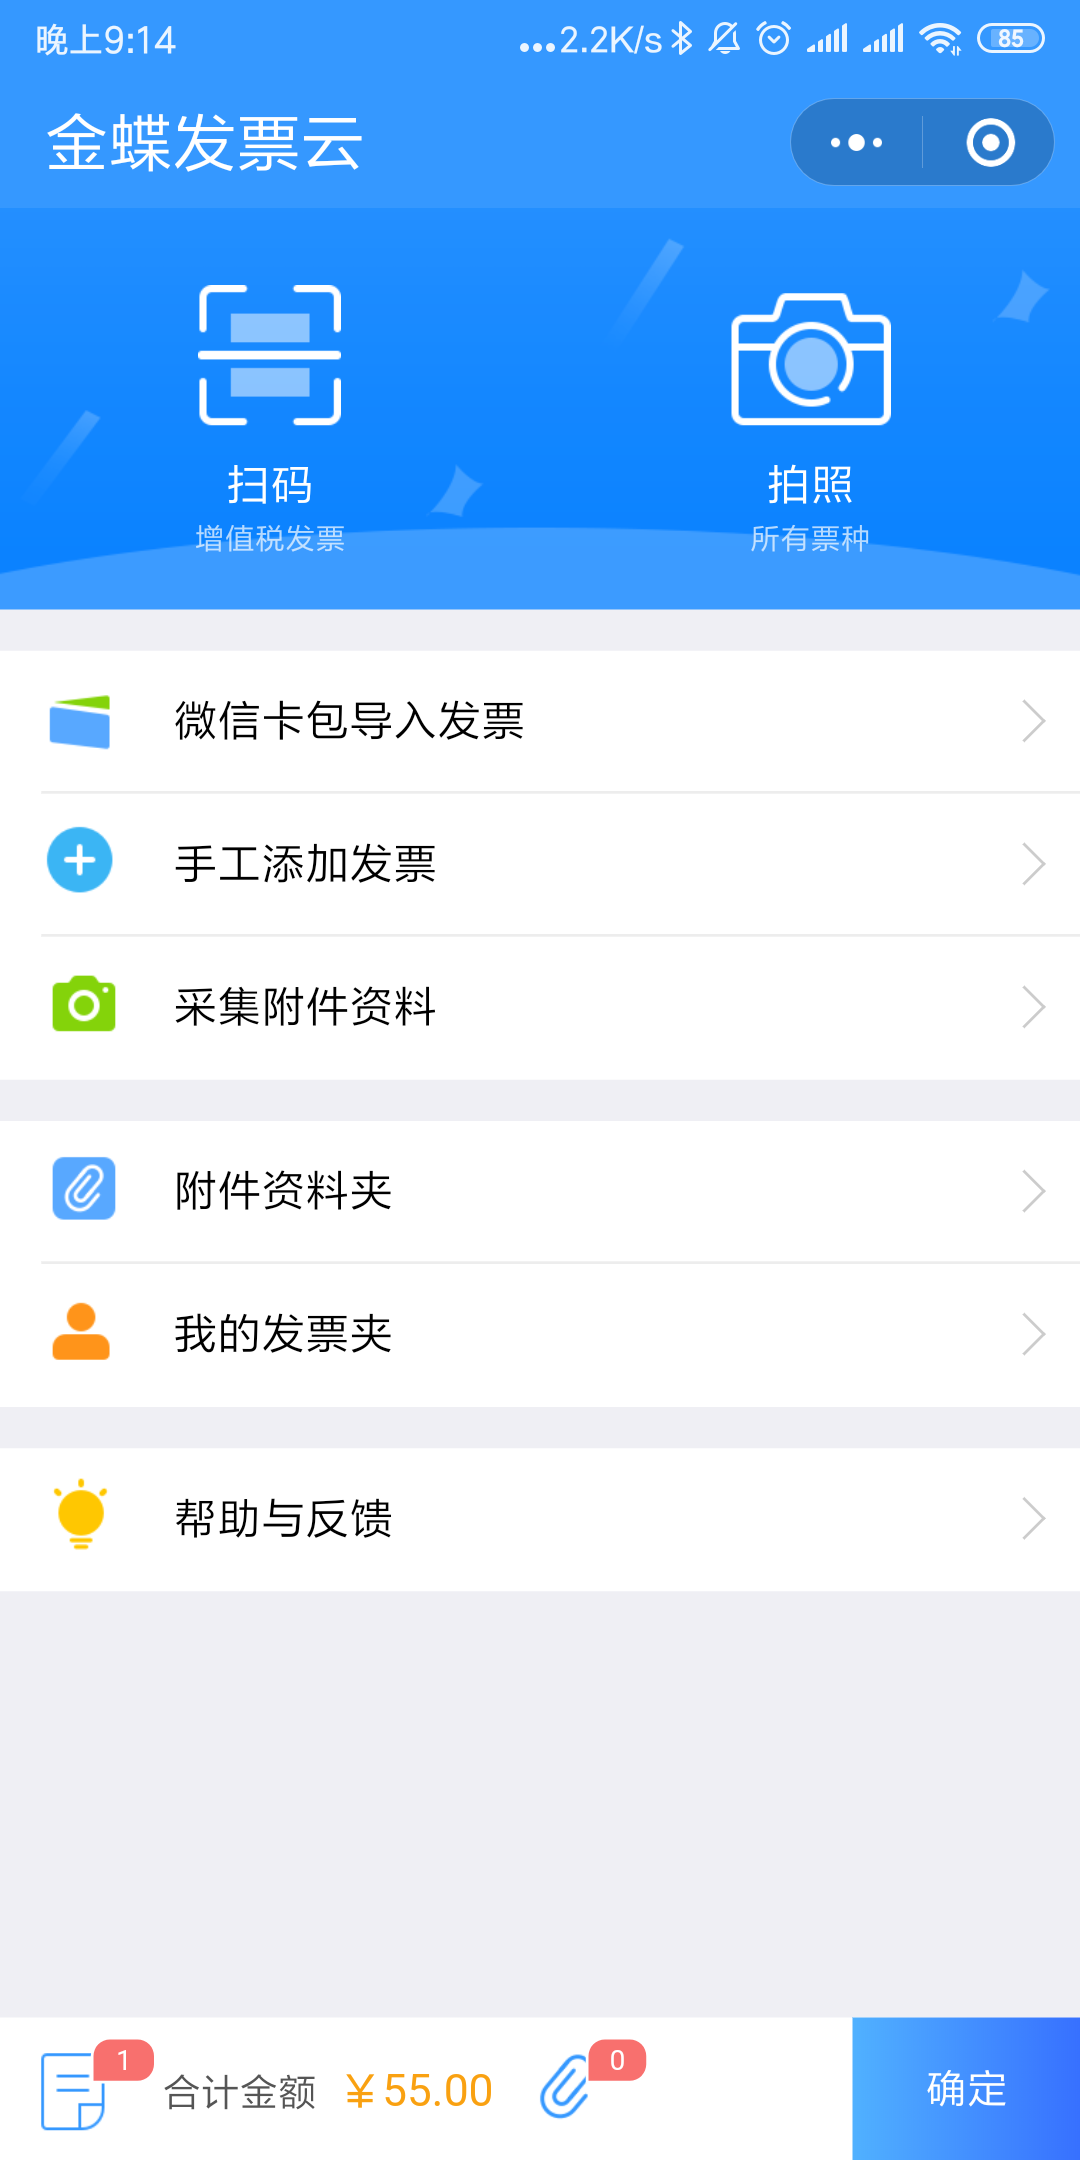 晚上9:14
...2.2K/s
85
金蝶发票云
扫码
拍照
增值税发票
所有票种
微信卡包导入发票
手工添加发票
采集附件资料
附件资料夹
我的发票夹
帮助与反馈
1
合计金额 ￥55.00
0
确定